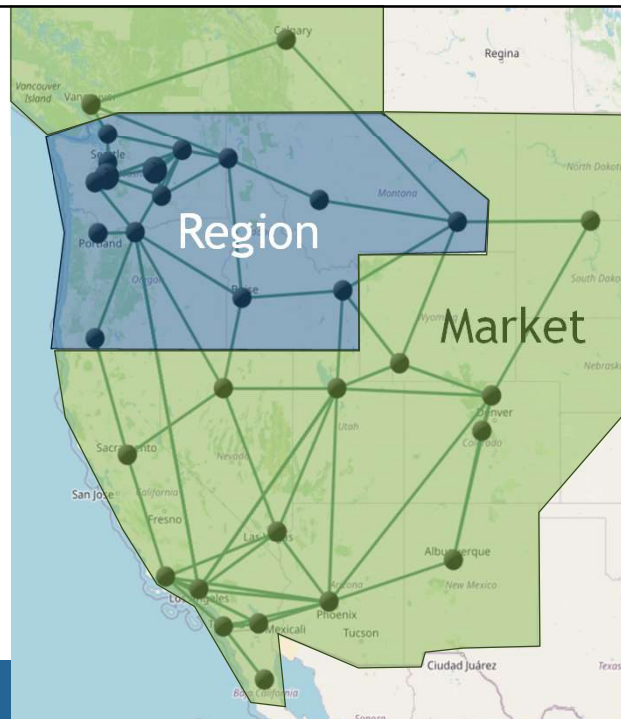 Calgary
Regina
Vancouver
Island
Vancouver
Seattle
North Dakota
Montana
Region
Portland
Oregon
Boise
South Dakota
Wyoming
Market
Nebraska
Denver
Utah
Colorado
Sacramento
Nevada
San Jose
California
Fresno
Las Vegas
Albuquerque
Arizona
New Mexico
Los Angeles
Phoenix
Mexicali
Tucson
Ciudad Juárez
Texas
Baja California
Sonora